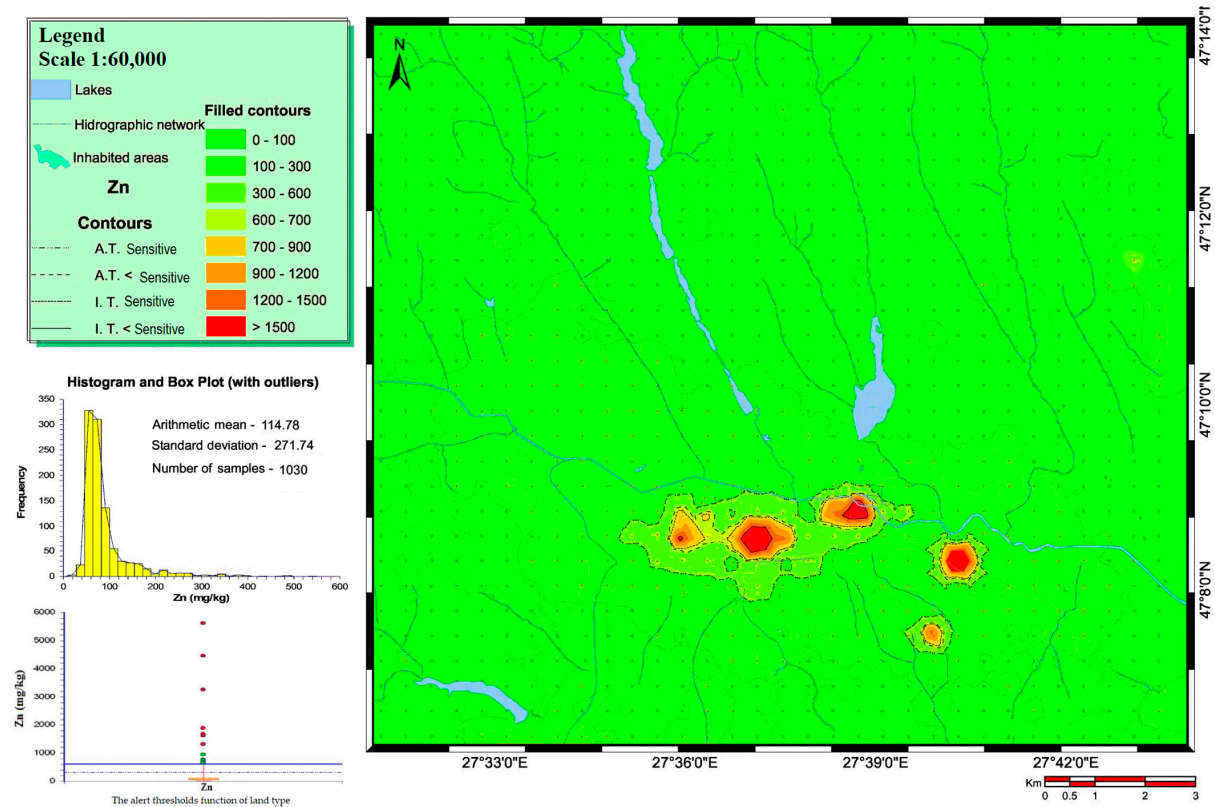 Legend
Scale 1:60,000
Lakes
Hidrographic network
Inhabited areas
Zn
Contours
A.T. Sensitive
A.T. < Sensitive
I. T. Sensitive
I. T. < Sensitive
Filled contours
0 - 100
100 - 300
300 - 600
600 - 700
700 - 900
900 - 1200
1200 - 1500
> 1500
Histogram and Box Plot (with outliers)
Arithmetic mean - 114.78
Standard deviation - 271.74
Number of samples - 1030
Frequency
350
300
250
200
150
100
50
0
0 100 200 300 400 500 600
Zn (mg/kg)
Zn (mg/kg)
6000
5000
4000
3000
2000
1000
0
Zn
The alert thresholds function of land type
N
47°14'0"I
47°12'0"N
47°10'0"N
47°8'0"N
27°33'0"E 27°36'0"E 27°39'0"E 27°42'0"E
Km
0 0.5 1 2 3